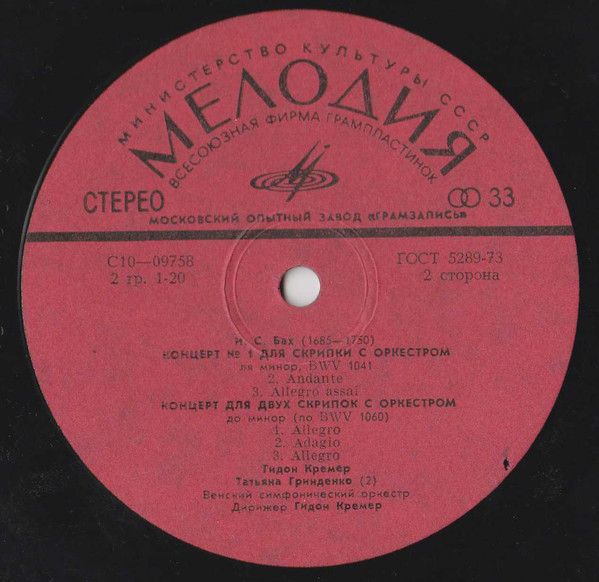 МИНИСТЕРСТВО КУЛЬТУРЫ СССР
МЕЛОДИЯ
ВСЕСОЮЗНАЯ ФИРМА ГРАМПЛАСТИНОК
СТЕРЕО
33
МОСКОВСКИЙ ОПЫТНЫЙ ЗАВОД «ГРАМЗАПИСЬ»
С10—09758
ГОСТ 5289-73
2 гр. 1-20
2 сторона
И. С. Бах (1685—1750)
КОНЦЕРТ № 1 ДЛЯ СКРИПКИ С ОРКЕСТРОМ
ля минор, BWV 1041
2. Andante
3. Allegro assai
КОНЦЕРТ ДЛЯ ДВУХ СКРИПОК С ОРКЕСТРОМ
до минор (по BWV 1060)
1. Allegro
2. Adagio
3. Allegro
Гидон Кремер
Татьяна Гринденко (2)
Венский симфонический оркестр
Дирижер Гидон Кремер